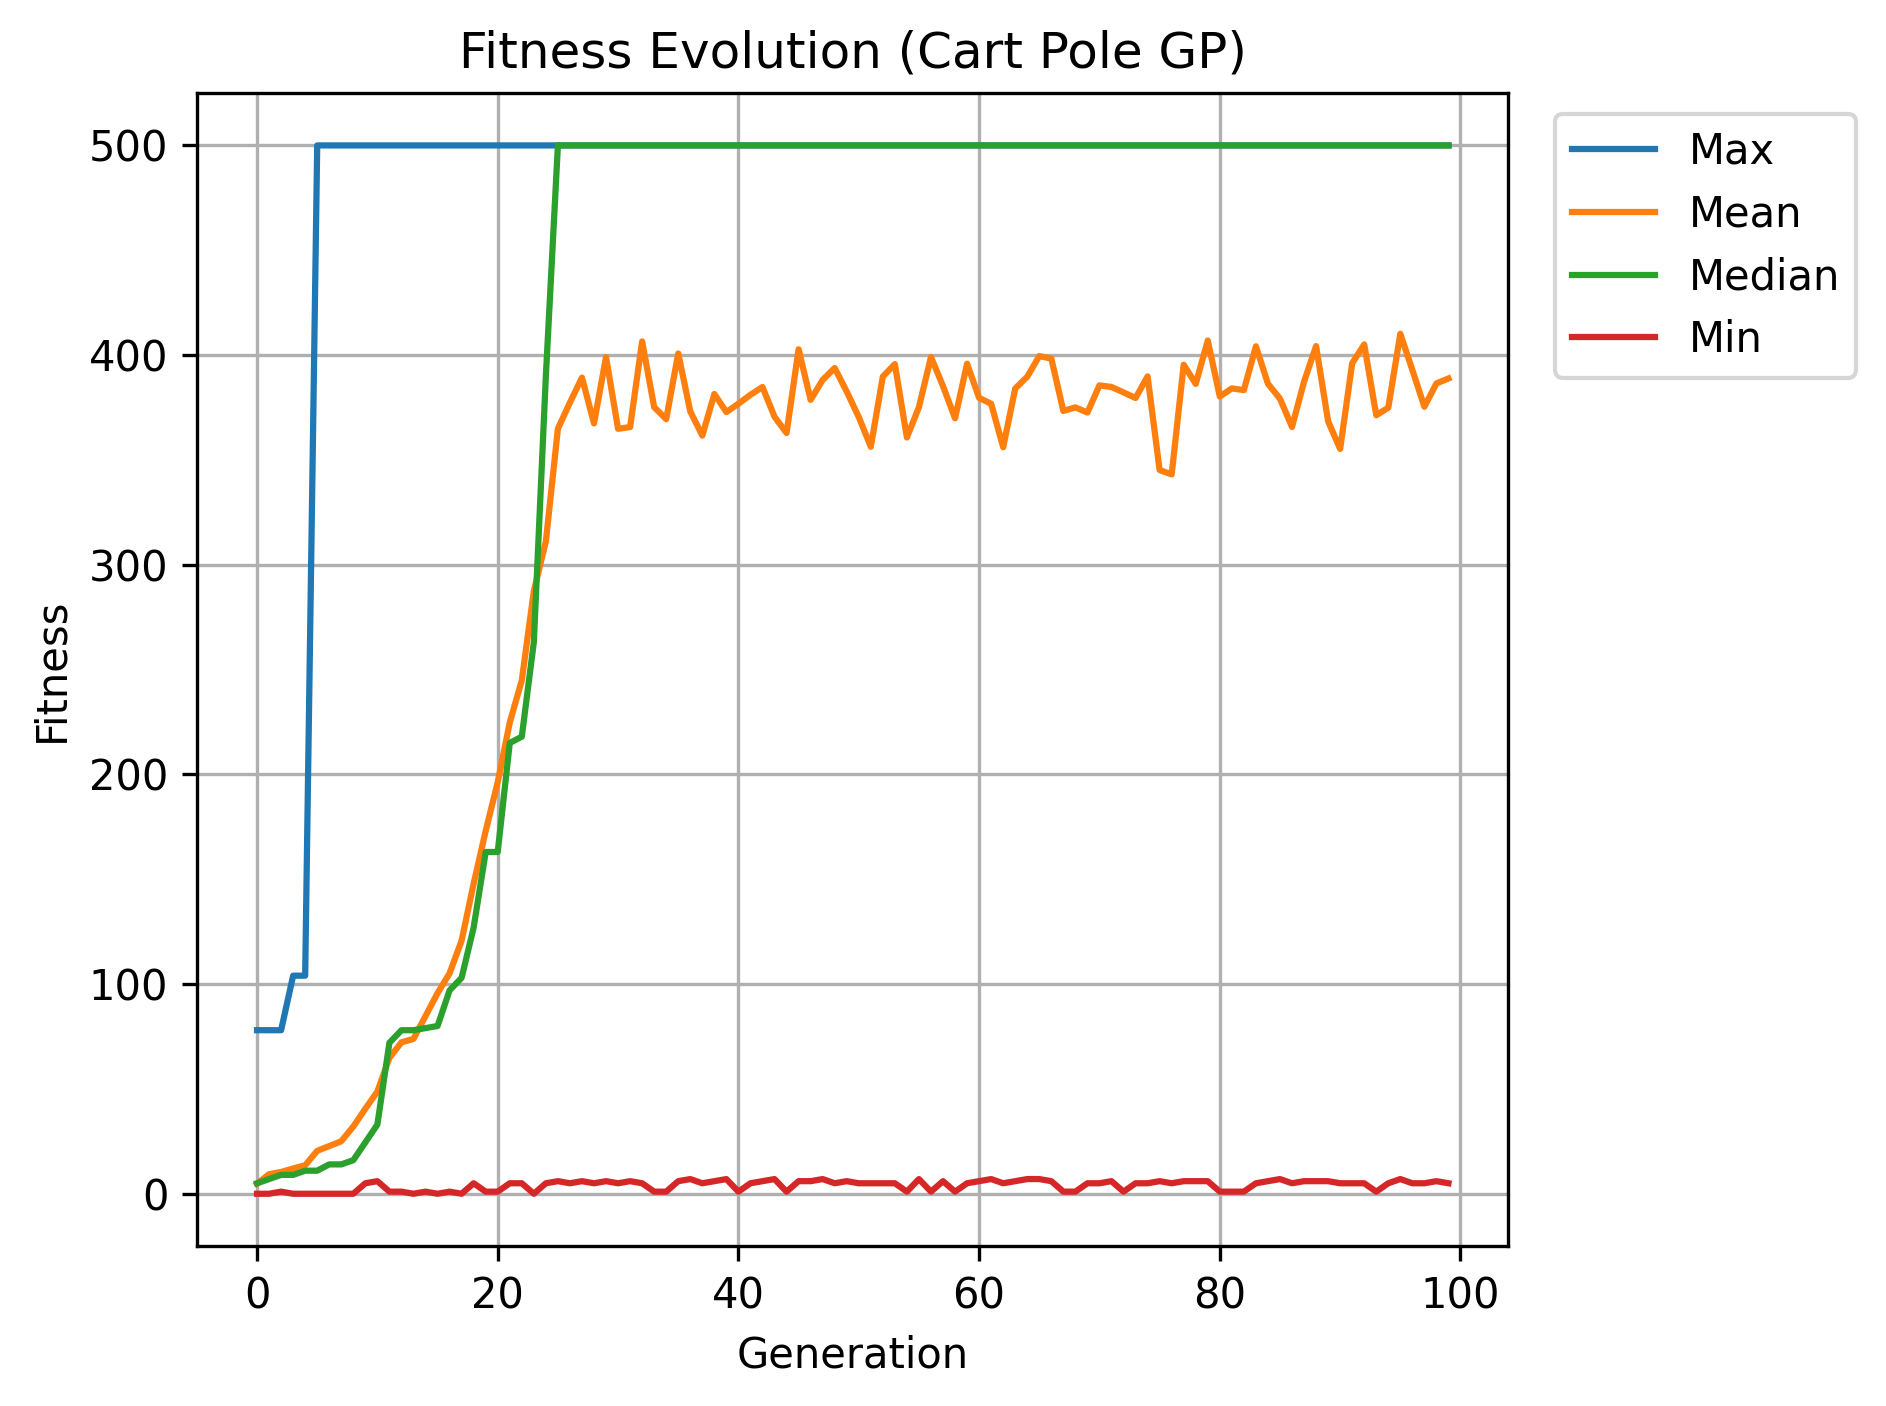 Fitness Evolution (Cart Pole GP)
500
400
300
200
100
0
Fitness
0 20 40 60 80 100
Generation
Max
Mean
Median
Min